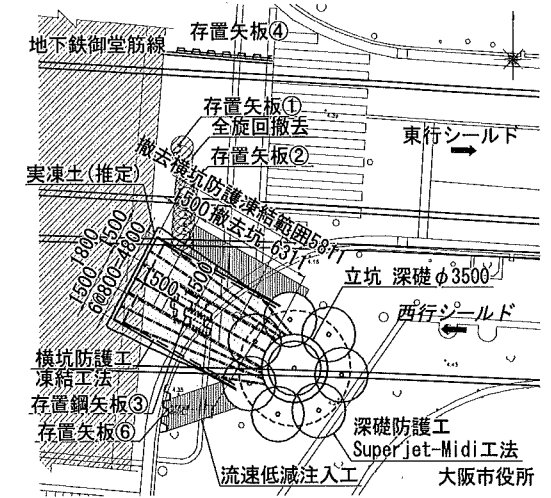 存置矢板④
地下鉄御堂筋線
存置矢板①
全旋回撤去
存置矢板②
東行シールド
実凍土(推定)
撤去横坑防護凍結範囲5811
1500撤去坑 6311
1500
1800
1500
6@800=4800
1500
1500
立坑 深礎φ3500
西行シールド
横坑防護工
凍結工法
存置鋼矢板③
存置矢板⑥
深礎防護工
Superjet-Midi工法
流速低減注入工
大阪市役所